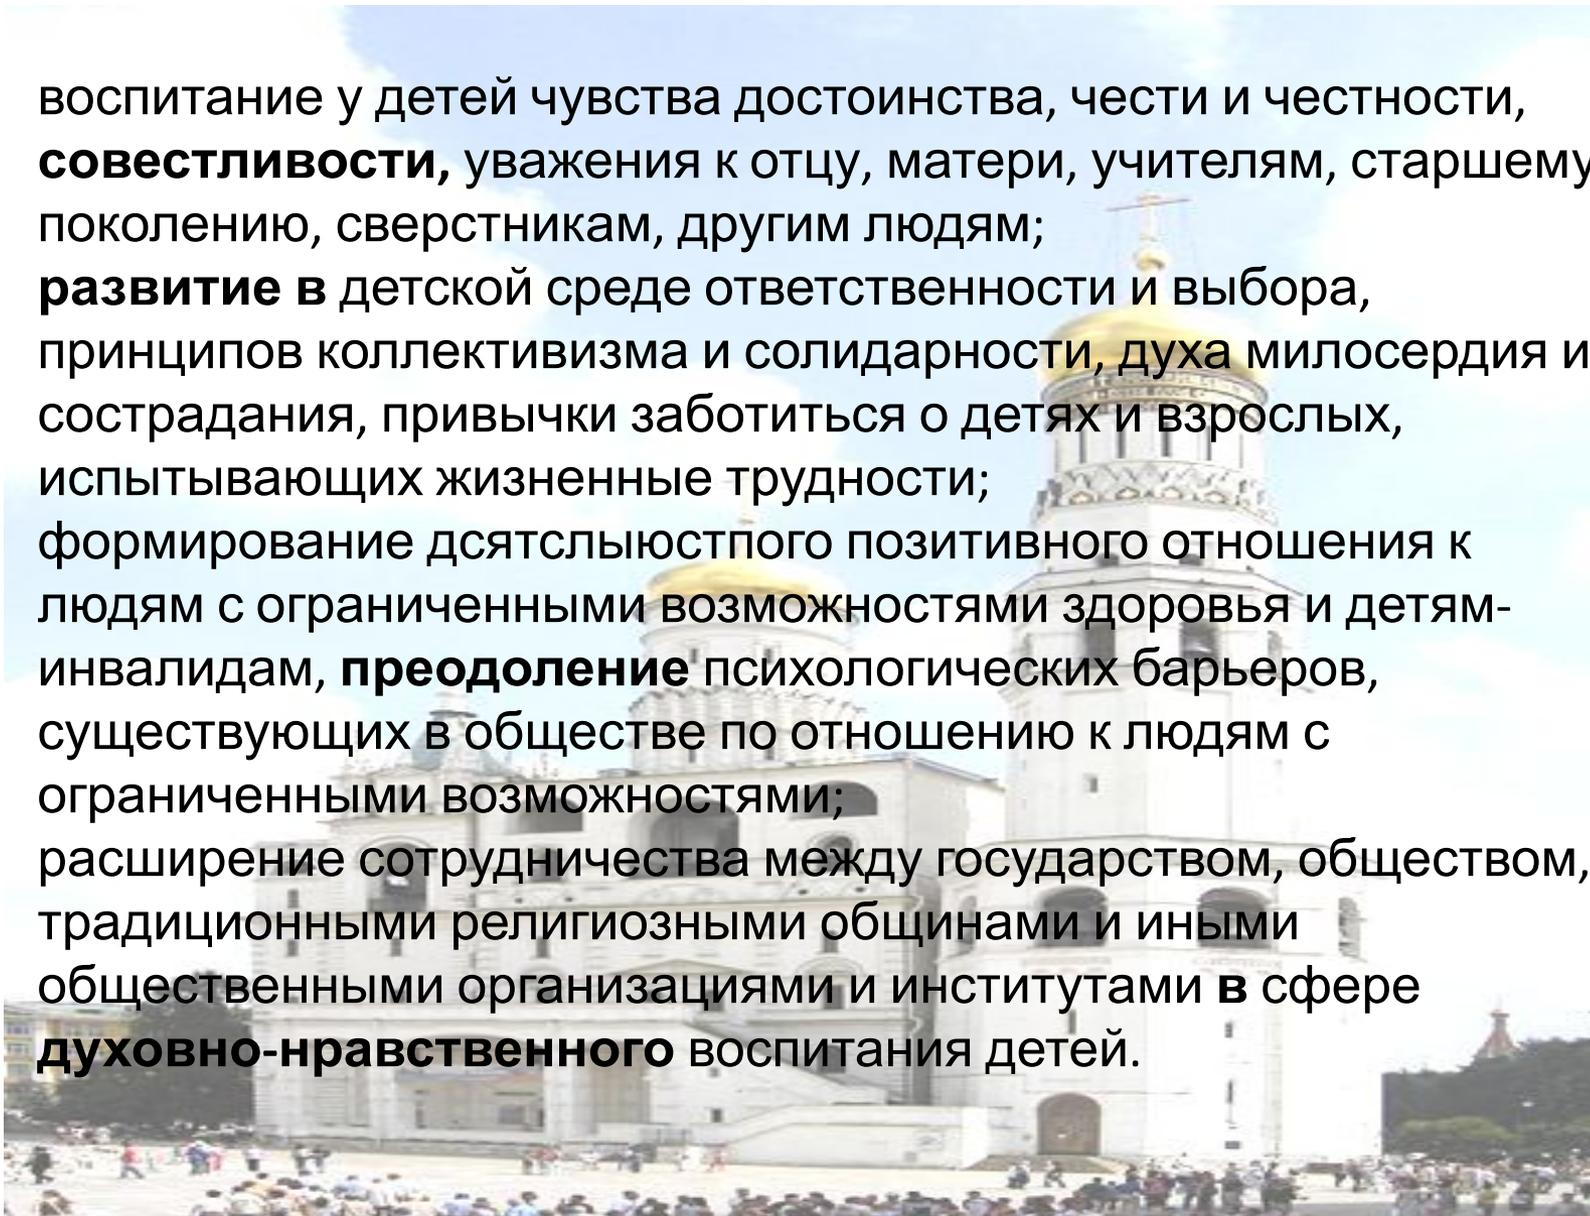 воспитание у детей чувства достоинства, чести и честности,
совестливости, уважения к отцу, матери, учителям, старшему
поколению, сверстникам, другим людям;
развитие в детской среде ответственности и выбора,
принципов коллективизма и солидарности, духа милосердия и
сострадания, привычки заботиться о детях и взрослых,
испытывающих жизненные трудности;
формирование дсятслыюстпого позитивного отношения к
людям с ограниченными возможностями здоровья и детям-
инвалидам, преодоление психологических барьеров,
существующих в обществе по отношению к людям с
ограниченными возможностями;
расширение сотрудничества между государством, обществом,
традиционными религиозными общинами и иными
общественными организациями и институтами в сфере
духовно-нравственного воспитания детей.